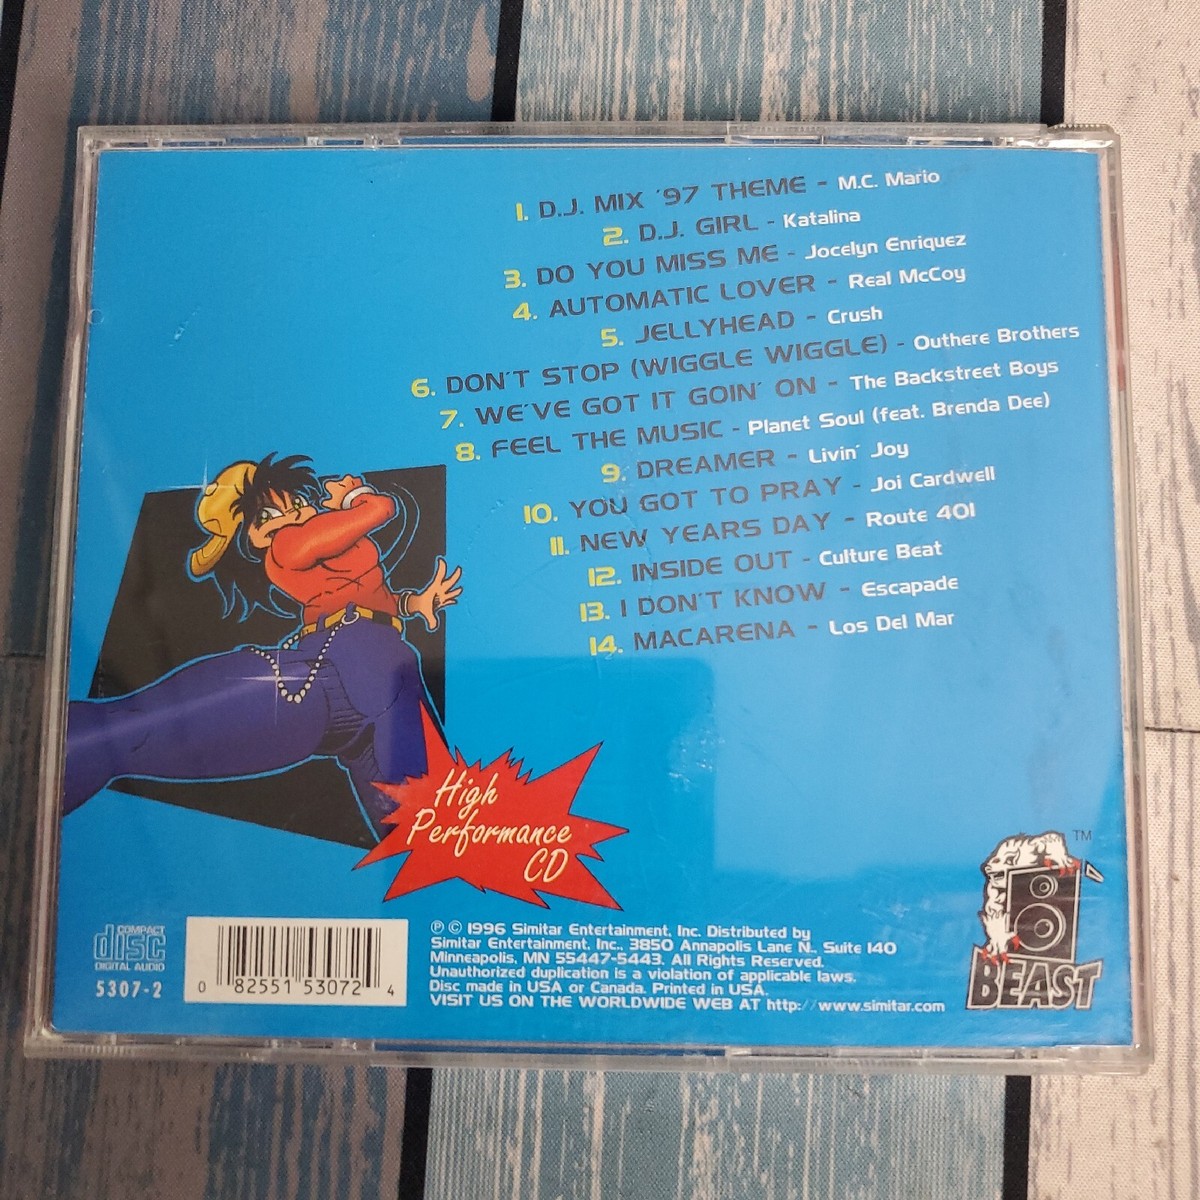 1. D.J. MIX '97 THEME - M.C. Mario
2. D.J. GIRL - Katalina
3. DO YOU MISS ME - Jocelyn Enriquez
4. AUTOMATIC LOVER - Real McCoy
5. JELLYHEAD - Crush
6. DON'T STOP (WIGGLE WIGGLE) - Outhere Brothers
7. WE'VE GOT IT GOIN' ON - The Backstreet Boys
8. FEEL THE MUSIC - Planet Soul (feat. Brenda Dee)
9. DREAMER - Livin' Joy
10. YOU GOT TO PRAY - Joi Cardwell
11. NEW YEARS DAY - Route 401
12. INSIDE OUT - Culture Beat
13. I DON'T KNOW - Escapade
14. MACARENA - Los Del Mar
High
Performance
CD
COMPACT
disc
DIGITAL AUDIO
5307-2
0 82551 53072 4
℗ © 1996 Simitar Entertainment, Inc. Distributed by
Simitar Entertainment, Inc., 3850 Annapolis Lane N., Suite 140
Minneapolis, MN 55447-5443. All Rights Reserved.
Unauthorized duplication is a violation of applicable laws.
Disc made in USA or Canada. Printed in USA.
VISIT US ON THE WORLDWIDE WEB AT http://www.simitar.com
TM
BEAST